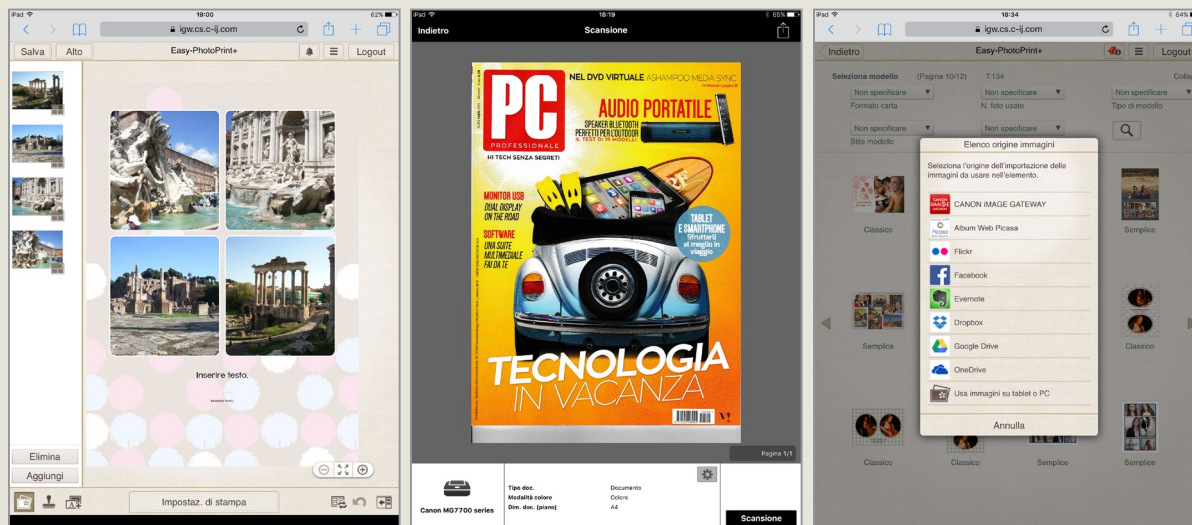 iPad
19:00
62%
igw.cs.c-ij.com
Salva
Alto
Easy-PhotoPrint+
Logout
Inserire testo.
Elimina
Aggiungi
Impostaz. di stampa
iPad
18:19
65%
Indietro
Scansione
PC
PROFESSIONALE
HI TECH SENZA SEGRETI
NEL DVD VIRTUALE ASHAMPOO MEDIA SYNC
AUDIO PORTATILE
SPEAKER BLUETOOTH
PERFETTI PER L'OUTDOOR
IL TEST DI 19 MODELLI
MONITOR USB
DUAL DISPLAY
ON THE ROAD
SOFTWARE
UNA SUITE
MULTIMEDIALE
FAI DA TE
TABLET
E SMARTPHONE
Sfruttarli
al meglio in
viaggio
TECNOLOGIA
IN VACANZA
Pagina 1/1
Canon MG7700 series
Tipo doc. Documento
Modalità colore Colore
Dim. doc. (piano) A4
Scansione
iPad
18:34
64%
igw.cs.c-ij.com
Indietro
Easy-PhotoPrint+
Logout
Seleziona modello (Pagina 10/12) T:134 Colla
Non specificare Non specificare Non specificare
Formato carta N. foto usate Tipo di modello
Non specificare Non specificare
Stile modello
Elenco origine immagini
Seleziona l'origine dell'importazione delle
immagini da usare nell'elemento.
CANON iMAGE GATEWAY
Album Web Picasa
Flickr
Facebook
Evernote
Dropbox
Google Drive
OneDrive
Usa immagini su tablet o PC
Annulla
Classico
Semplice
Semplice
Classico
Classico
Classico
Semplice
Semplice